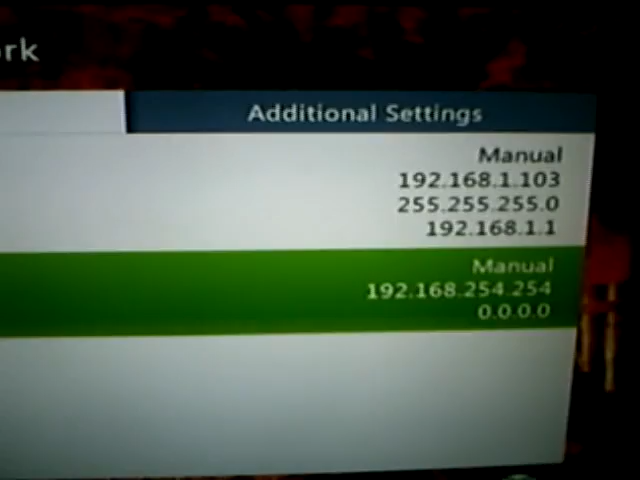 ork
Additional Settings
Manual
192.168.1.103
255.255.255.0
192.168.1.1
Manual
192.168.254.254
0.0.0.0